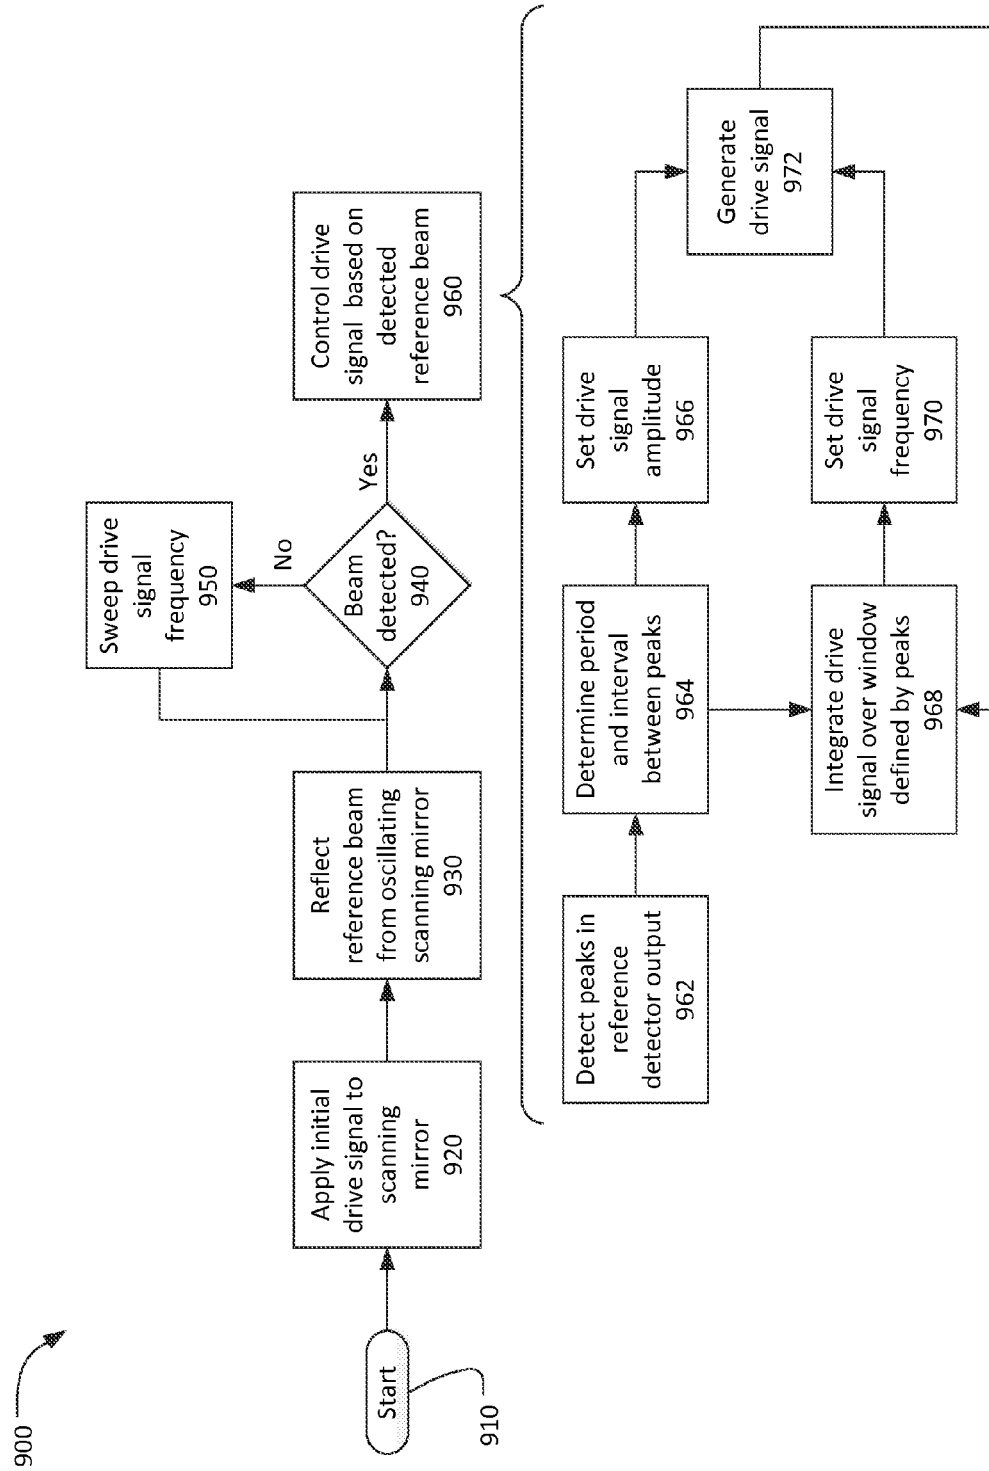 900
Start
910
Apply initial
drive signal to
scanning
mirror
920
Reflect
reference beam
from oscillating
scanning mirror
930
Beam
detected?
940
No
Yes
Sweep drive
signal
frequency
950
Control drive
signal based on
detected
reference beam
960
Detect peaks in
reference
detector output
962
Determine period
and interval
between peaks
964
Set drive
signal
amplitude
966
Integrate drive
signal over window
defined by peaks
968
Set drive
signal
frequency
970
Generate
drive signal
972